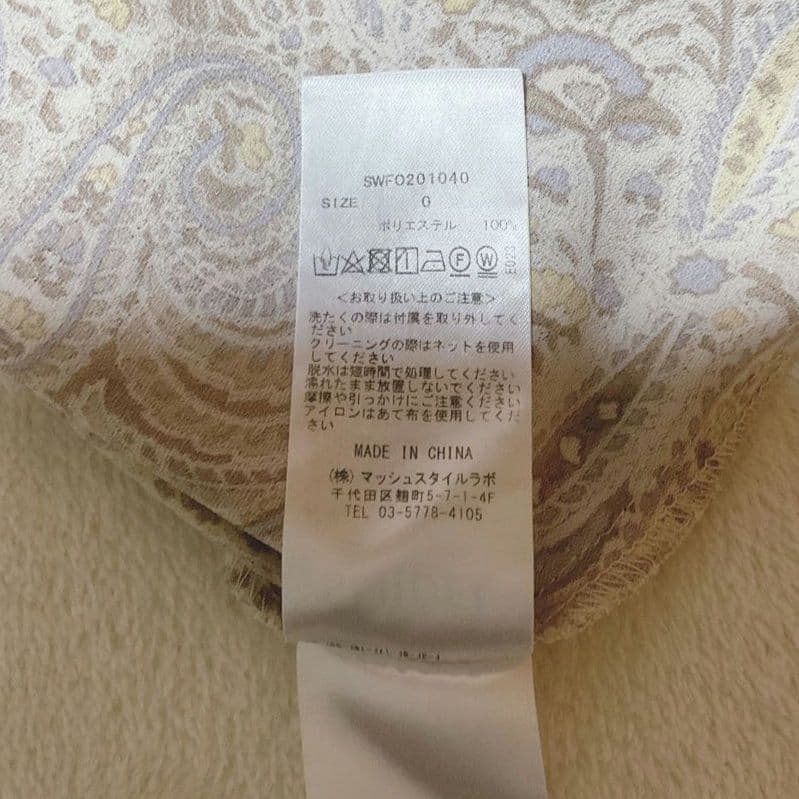 SWFO201040
SIZE 0
ポリエステル 100%
F W
<お取り扱い上のご注意>
洗たくの際は付属を取り外してく
ださい
クリーニングの際はネットを使用
してください
脱水は短時間で処理してください
濡れたまま放置しないでください
摩擦や引っかけにご注意ください
アイロンはあて布を使用してくだ
さい
MADE IN CHINA
(株)マッシュスタイルラボ
千代田区麹町5-7-1-4F
TEL 03-5778-4105